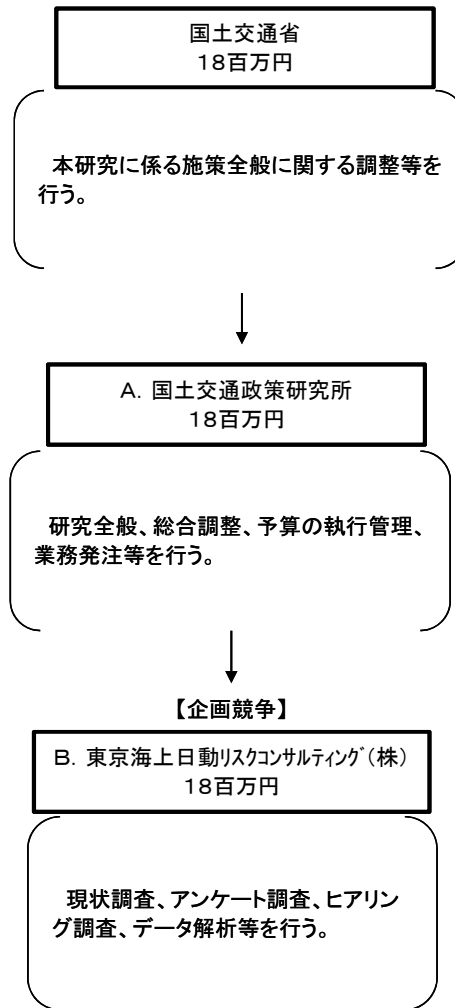 国土交通省
18百万円
本研究に係る施策全般に関する調整等を
行う。
A. 国土交通政策研究所
18百万円
研究全般、総合調整、予算の執行管理、
業務発注等を行う。
【企画競争】
B. 東京海上日動ﾘｽｸｺﾝｻﾙﾃｨﾝｸﾞ(株)
18百万円
現状調査、アンケート調査、ヒアリン
グ調査、データ解析等を行う。